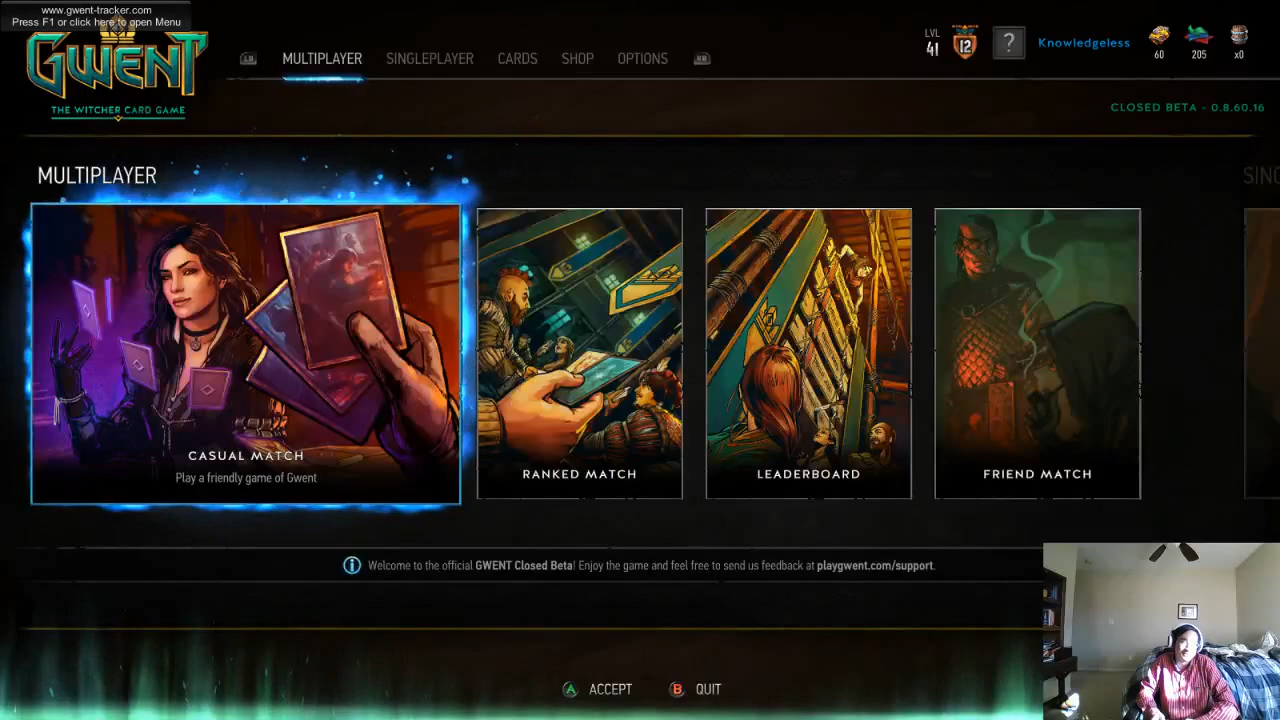 www.gwent-tracker.com
Press F1 or click here to open Menu
GWENT
THE WITCHER CARD GAME
LB MULTIPLAYER SINGLEPLAYER CARDS SHOP OPTIONS RB
LVL
41
12
?
Knowledgeless
60 205 x0
CLOSED BETA - 0.8.60.16
MULTIPLAYER
SING
CASUAL MATCH
Play a friendly game of Gwent
RANKED MATCH
LEADERBOARD
FRIEND MATCH
Welcome to the official GWENT Closed Beta! Enjoy the game and feel free to send us feedback at playgwent.com/support.
A ACCEPT B QUIT